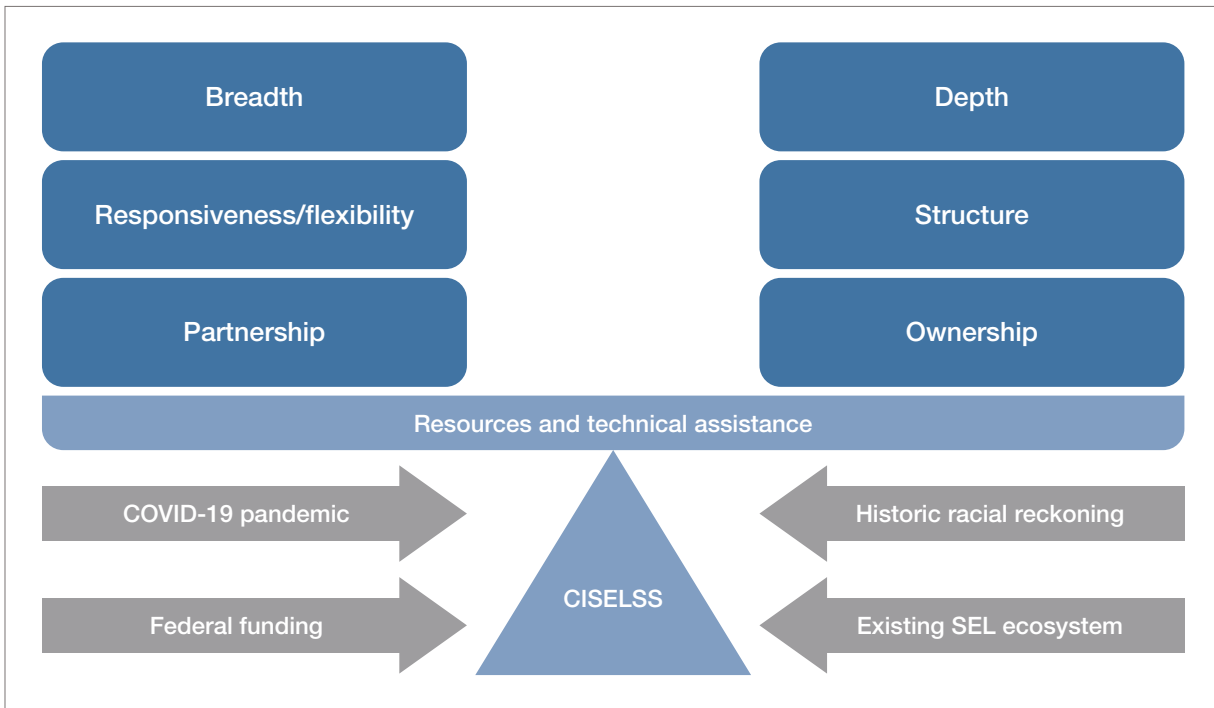 Breadth
Depth
Responsiveness/flexibility
Structure
Partnership
Ownership
Resources and technical assistance
COVID-19 pandemic
Historic racial reckoning
CISELSS
Federal funding
Existing SEL ecosystem